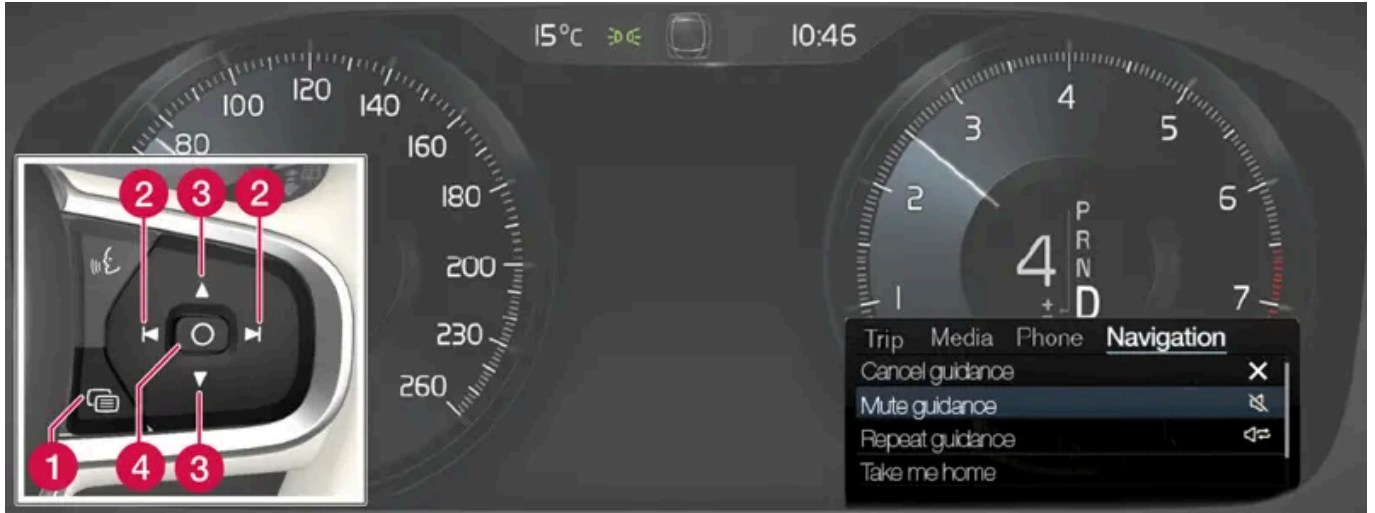 15°C 10:46
80
100
120
140
160
180
200
230
260
1
2
3
4
5
6
7
4
P
R
N
D
+
-
2 3 2
1 4 3
Trip Media Phone Navigation
Cancel guidance
Mute guidance
Repeat guidance
Take me home